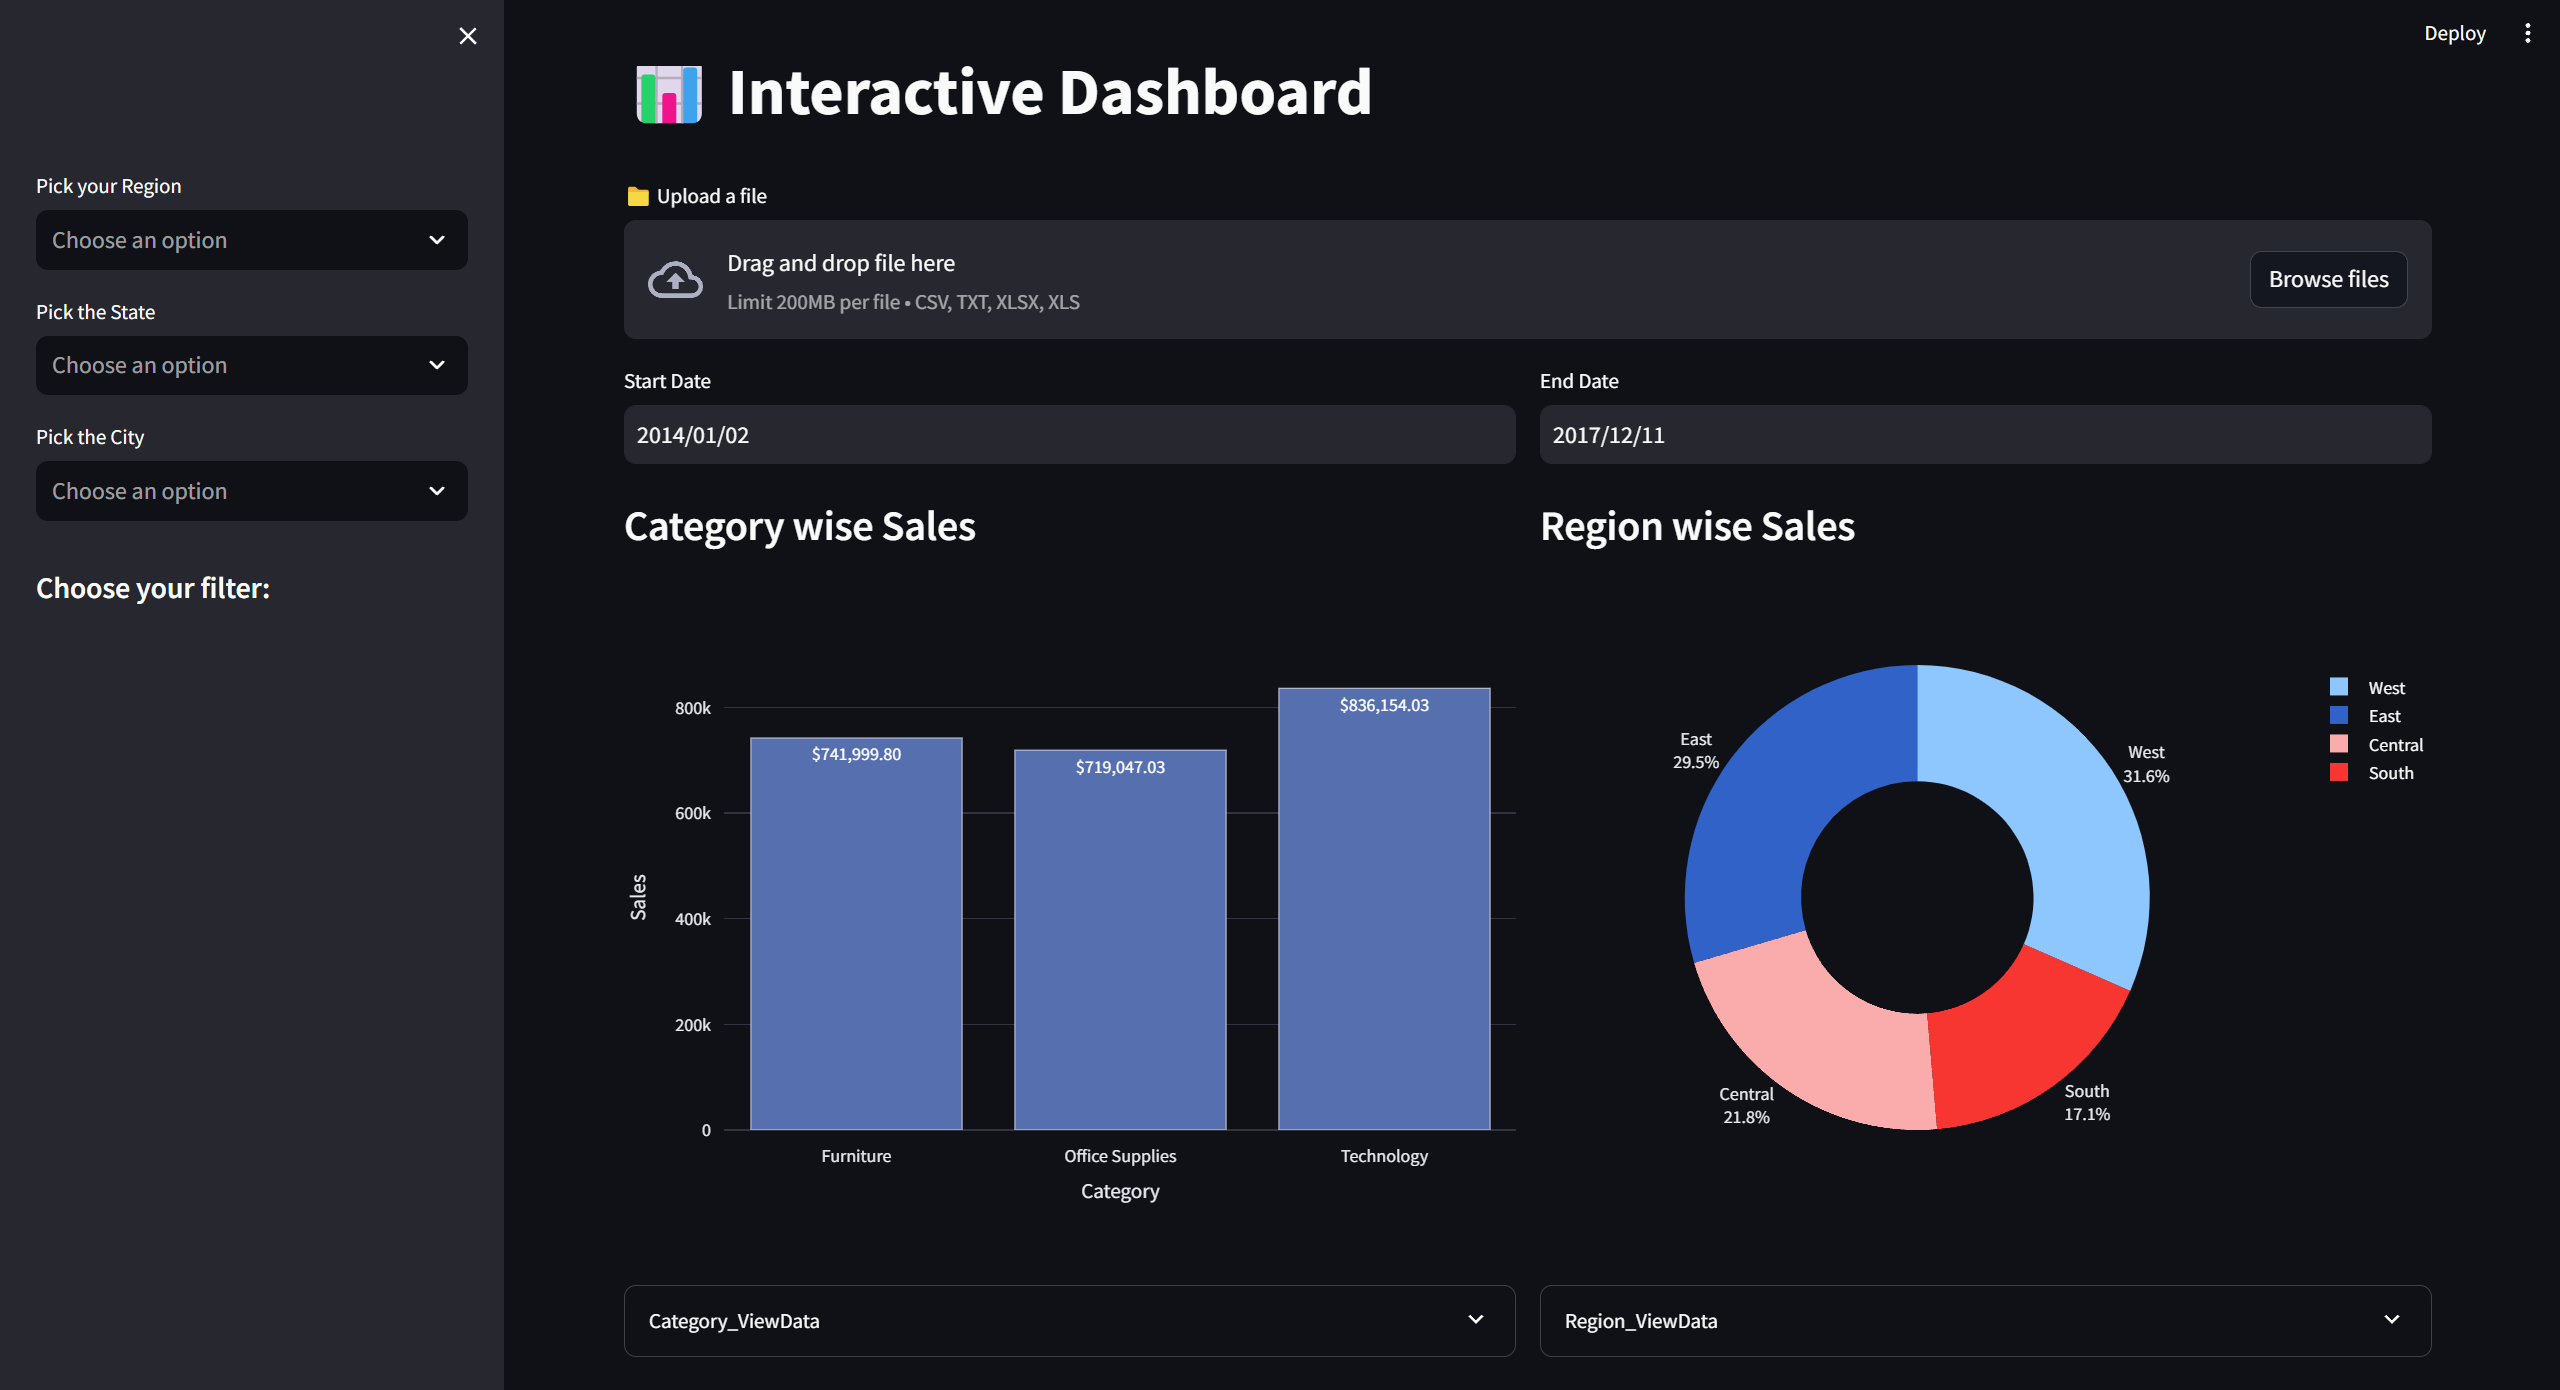 Deploy
Pick your Region
Choose an option
Pick the State
Choose an option
Pick the City
Choose an option
Choose your filter:
Interactive Dashboard
Upload a file
Drag and drop file here
Limit 200MB per file • CSV, TXT, XLSX, XLS
Browse files
Start Date
2014/01/02
End Date
2017/12/11
Category wise Sales
800k
600k
400k
200k
0
Sales
$741,999.80
$719,047.03
$836,154.03
Furniture
Office Supplies
Technology
Category
Region wise Sales
East
29.5%
West
31.6%
Central
21.8%
South
17.1%
West
East
Central
South
Category_ViewData
Region_ViewData